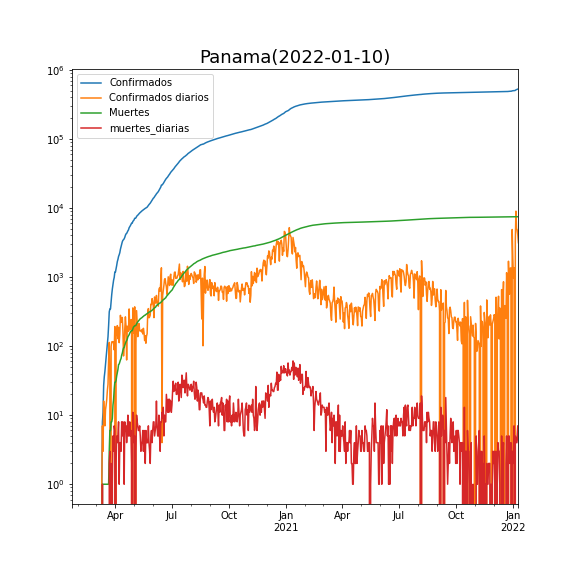 Panama(2022-01-10)
Confirmados
Confirmados diarios
Muertes
muertes_diarias
10^6
10^5
10^4
10^3
10^2
10^1
10^0
Apr Jul Oct Jan Apr Jul Oct Jan
2021 2022